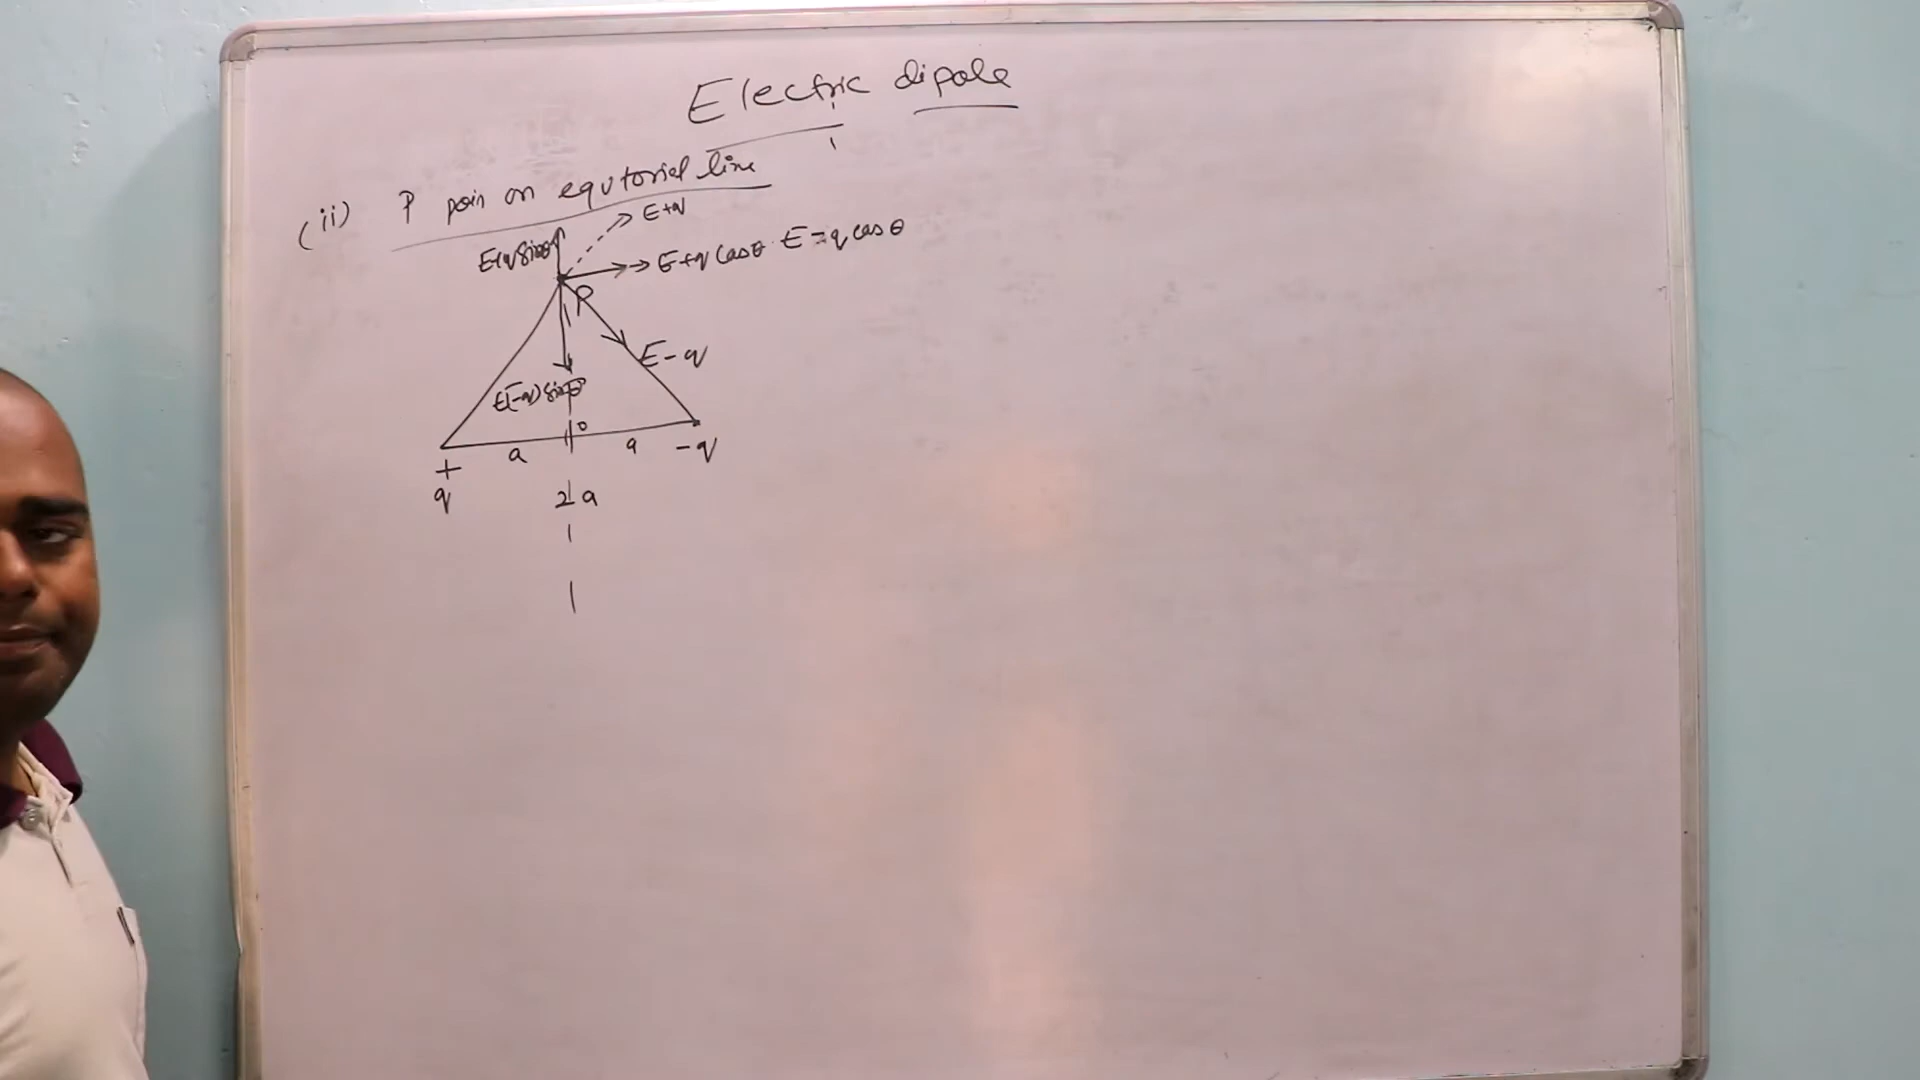 Electric dipole
(ii) P poin on equtorial line
E+q
E+q sinθ
E+q cosθ E-q cosθ
P
E-q
E(-q) sinθ
o
a a
+ -q
q 2a